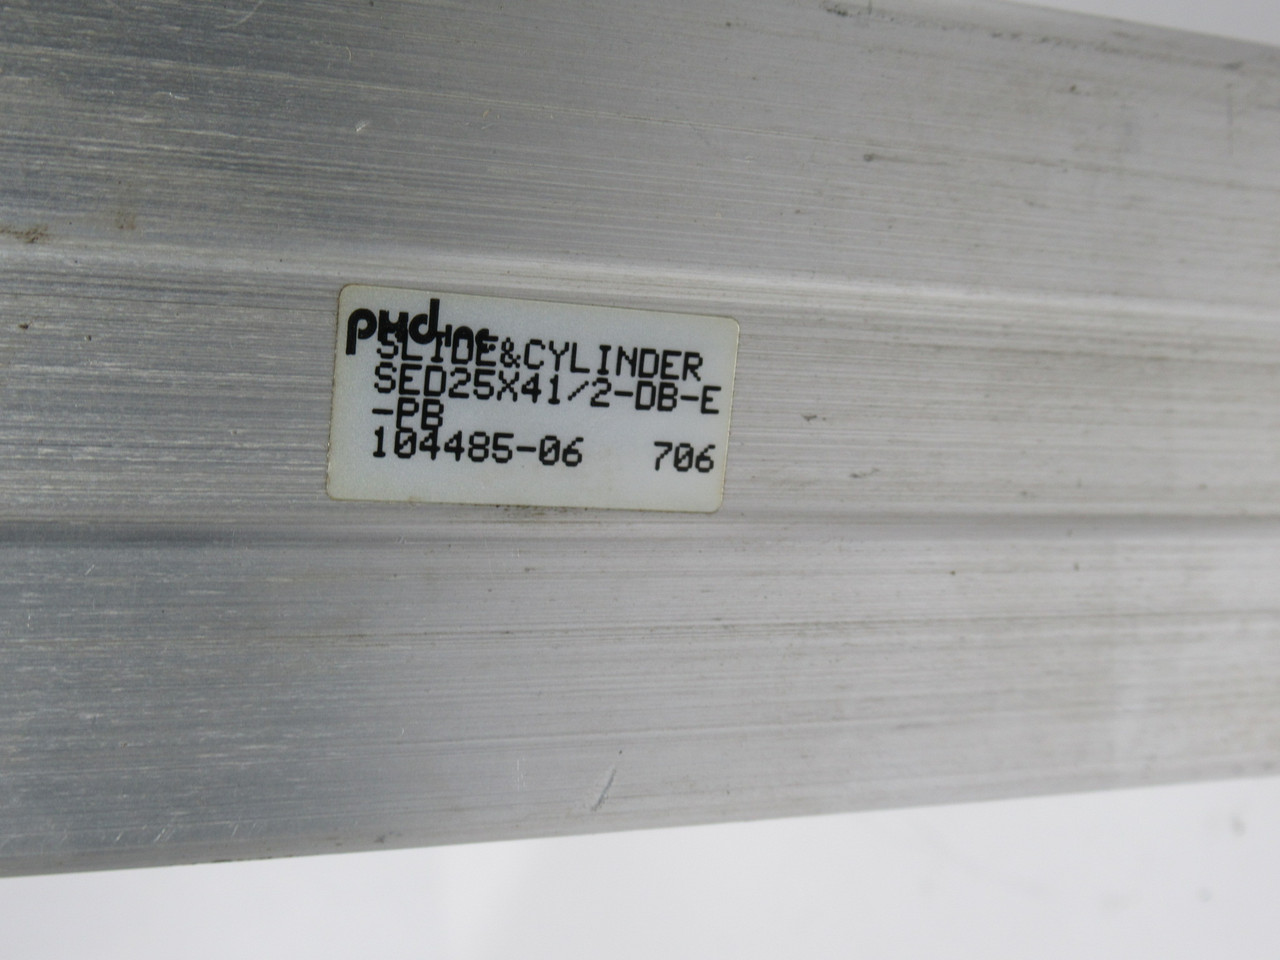 PHD inc
SLIDE&CYLINDER
SED25X41/2-DB-E
-PB
104485-06 706